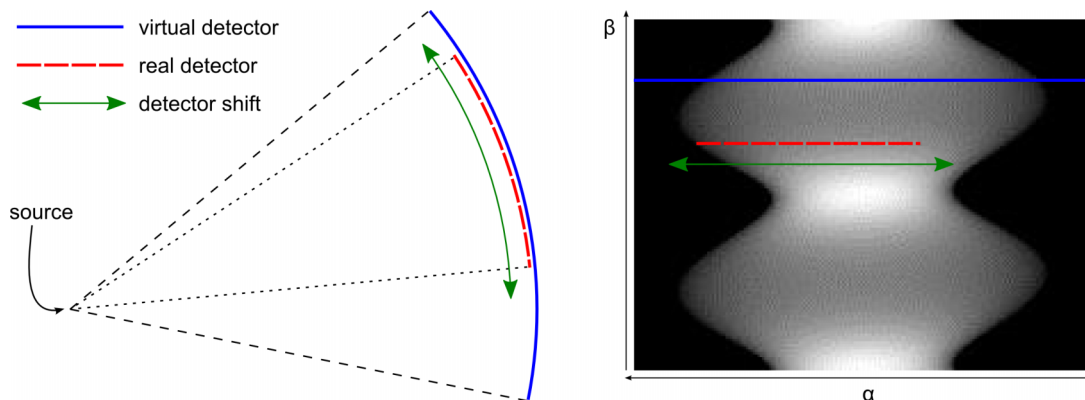 virtual detector
real detector
detector shift
source
β
α